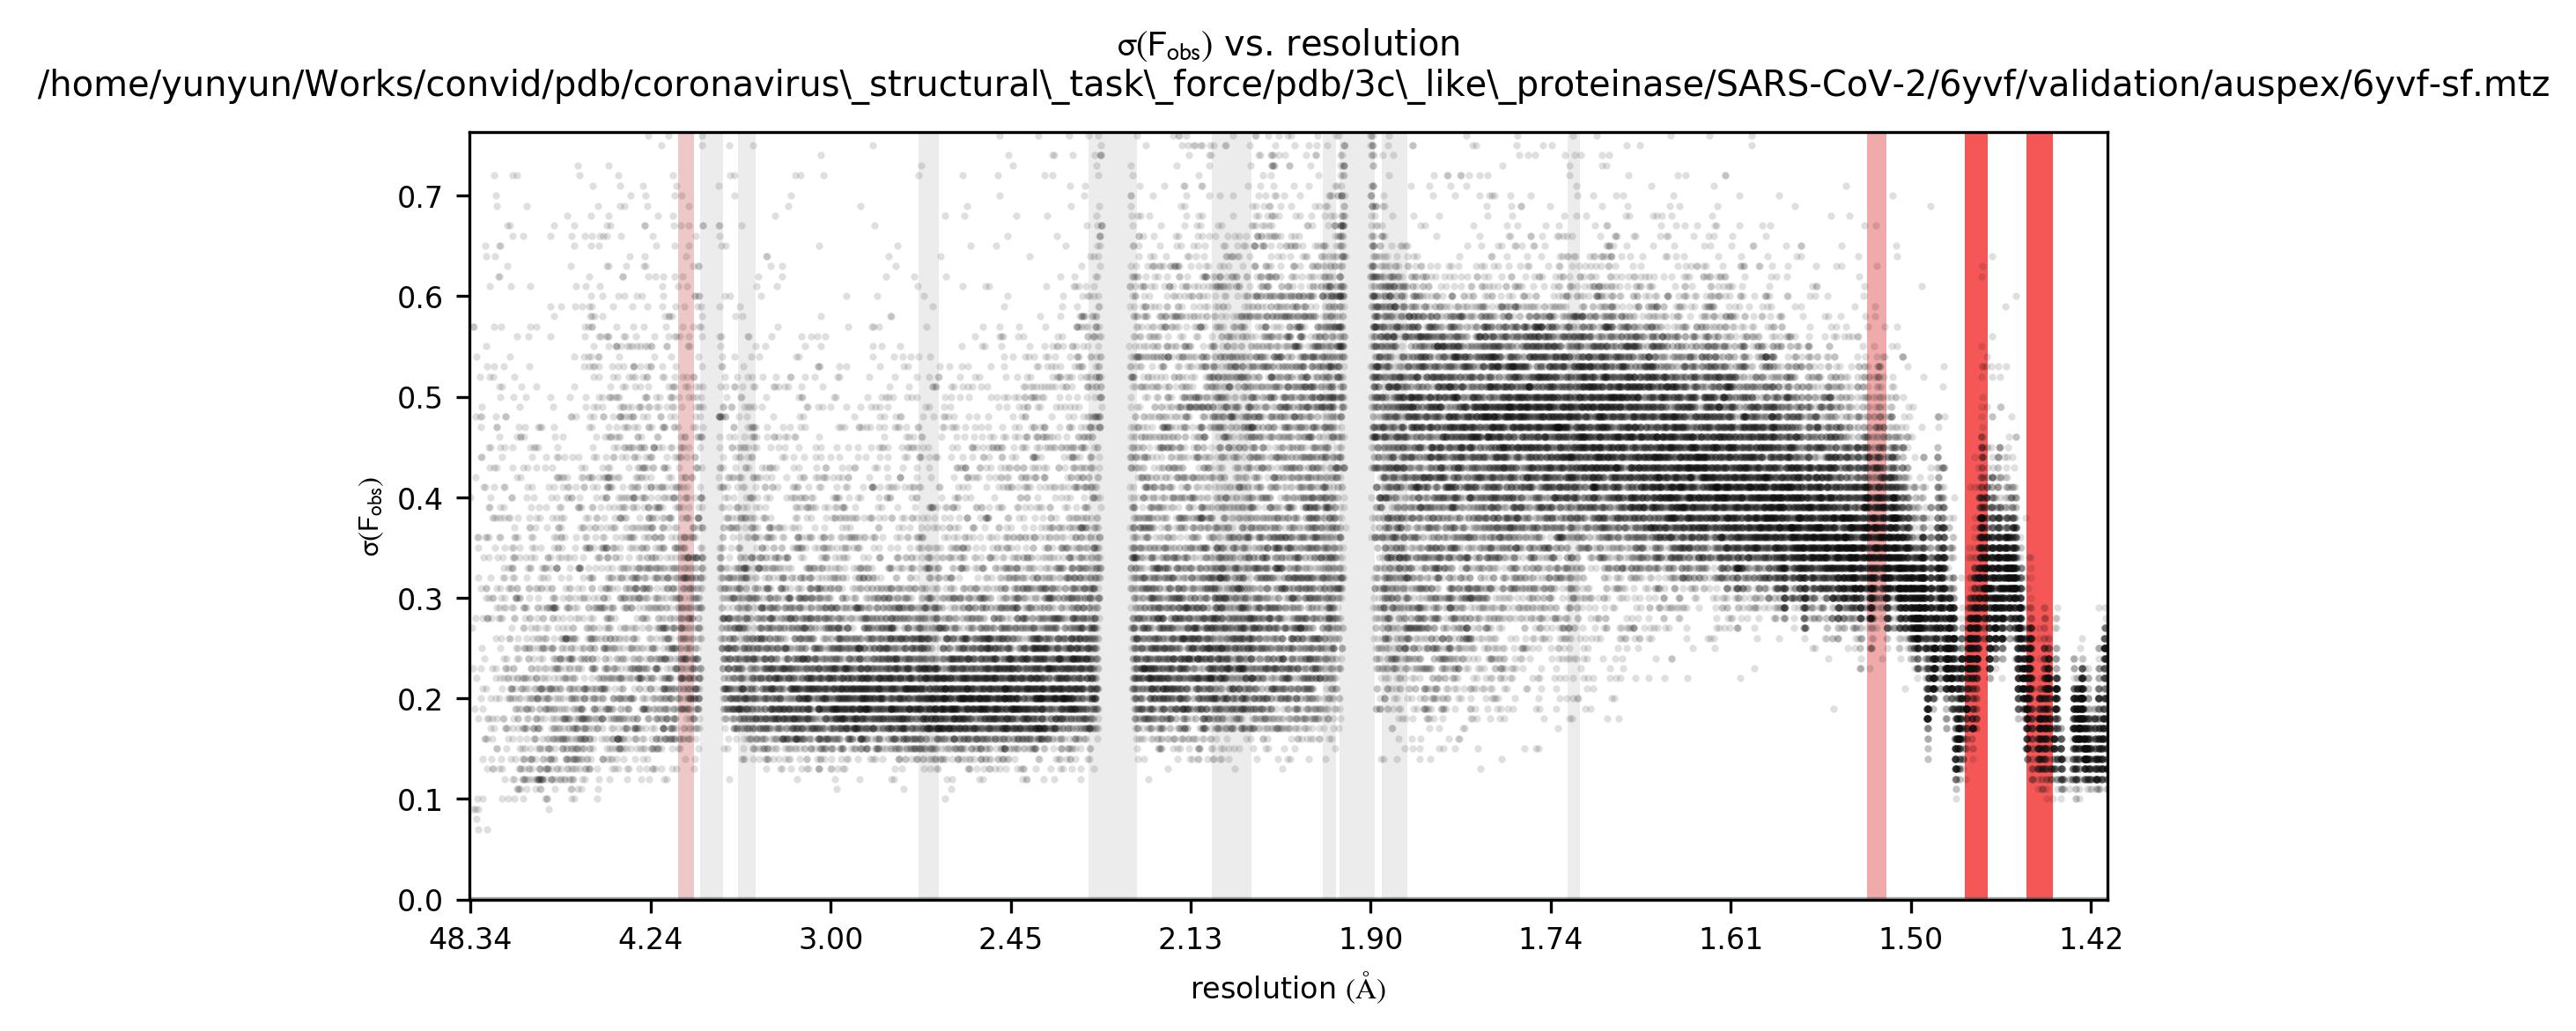 σ(Fobs) vs. resolution
/home/yunyun/Works/convid/pdb/coronavirus\_structural\_task\_force/pdb/3c\_like\_proteinase/SARS-CoV-2/6yvf/validation/auspex/6yvf-sf.mtz
0.7
0.6
0.5
0.4
0.3
0.2
0.1
0.0
σ(Fobs)
48.34 4.24 3.00 2.45 2.13 1.90 1.74 1.61 1.50 1.42
resolution (Å)